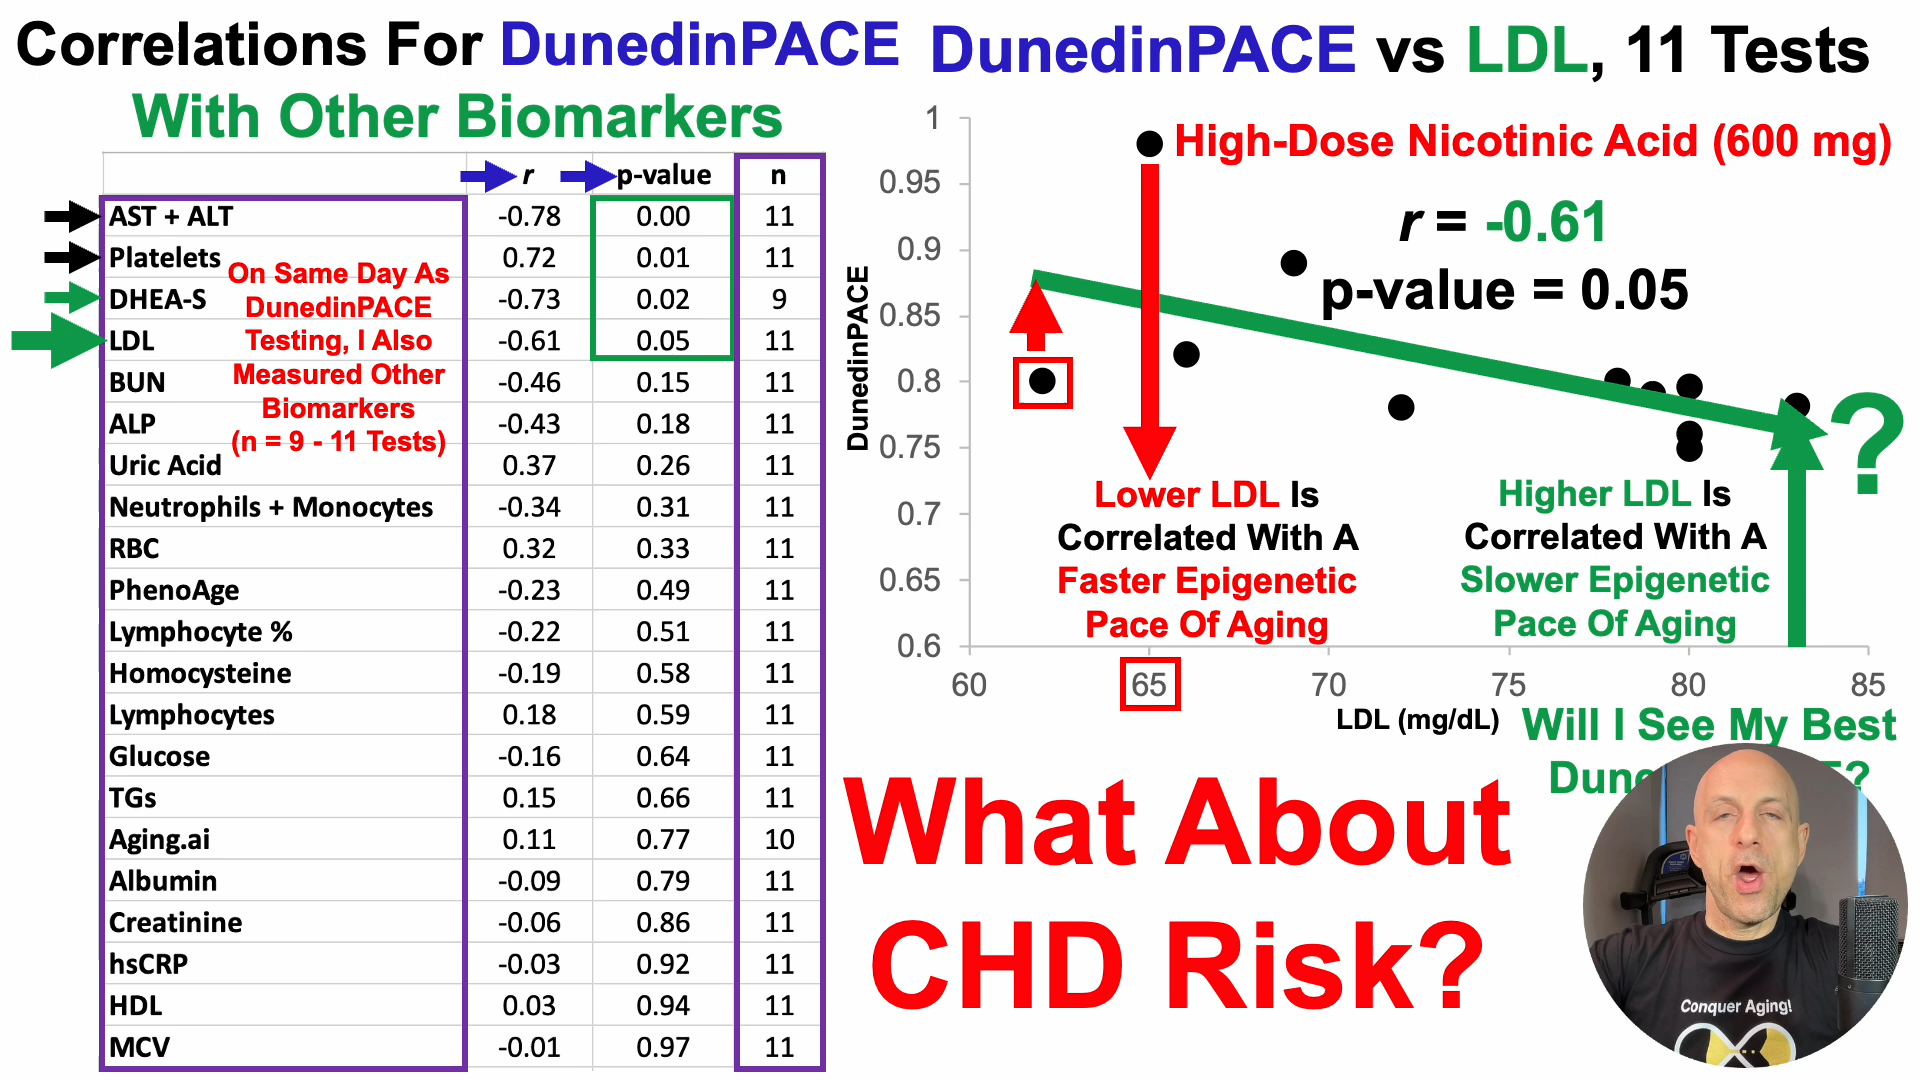 Correlations For DunedinPACE
With Other Biomarkers
r p-value n
AST + ALT -0.78 0.00 11
Platelets 0.72 0.01 11
DHEA-S -0.73 0.02 9
LDL -0.61 0.05 11
BUN -0.46 0.15 11
ALP -0.43 0.18 11
Uric Acid 0.37 0.26 11
Neutrophils + Monocytes -0.34 0.31 11
RBC 0.32 0.33 11
PhenoAge -0.23 0.49 11
Lymphocyte % -0.22 0.51 11
Homocysteine -0.19 0.58 11
Lymphocytes 0.18 0.59 11
Glucose -0.16 0.64 11
TGs 0.15 0.66 11
Aging.ai 0.11 0.77 10
Albumin -0.09 0.79 11
Creatinine -0.06 0.86 11
hsCRP -0.03 0.92 11
HDL 0.03 0.94 11
MCV -0.01 0.97 11
On Same Day As
DunedinPACE
Testing, I Also
Measured Other
Biomarkers
(n = 9 - 11 Tests)
DunedinPACE vs LDL, 11 Tests
High-Dose Nicotinic Acid (600 mg)
r = -0.61
p-value = 0.05
DunedinPACE
1
0.95
0.9
0.85
0.8
0.75
0.7
0.65
0.6
?
Lower LDL Is
Correlated With A
Faster Epigenetic
Pace Of Aging
Higher LDL Is
Correlated With A
Slower Epigenetic
Pace Of Aging
60 65 70 75 80 85
LDL (mg/dL)
Will I See My Best
What About
CHD Risk?
Conquer Aging!